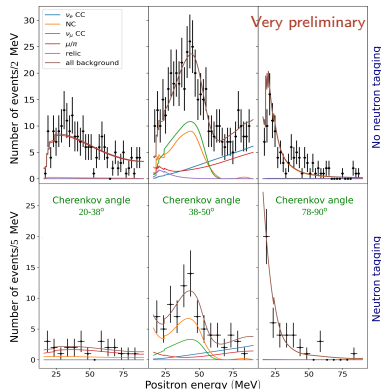 Very preliminary
ν_e CC
NC
ν_μ CC
μ/π
relic
all background
Number of events/2 MeV
30
25
20
15
10
5
0
No neutron tagging
Cherenkov angle
20-38°
Cherenkov angle
38-50°
Cherenkov angle
78-90°
Number of events/5 MeV
25
20
15
10
5
0
Neutron tagging
25 50 75
25 50 75
25 50 75
Positron energy (MeV)